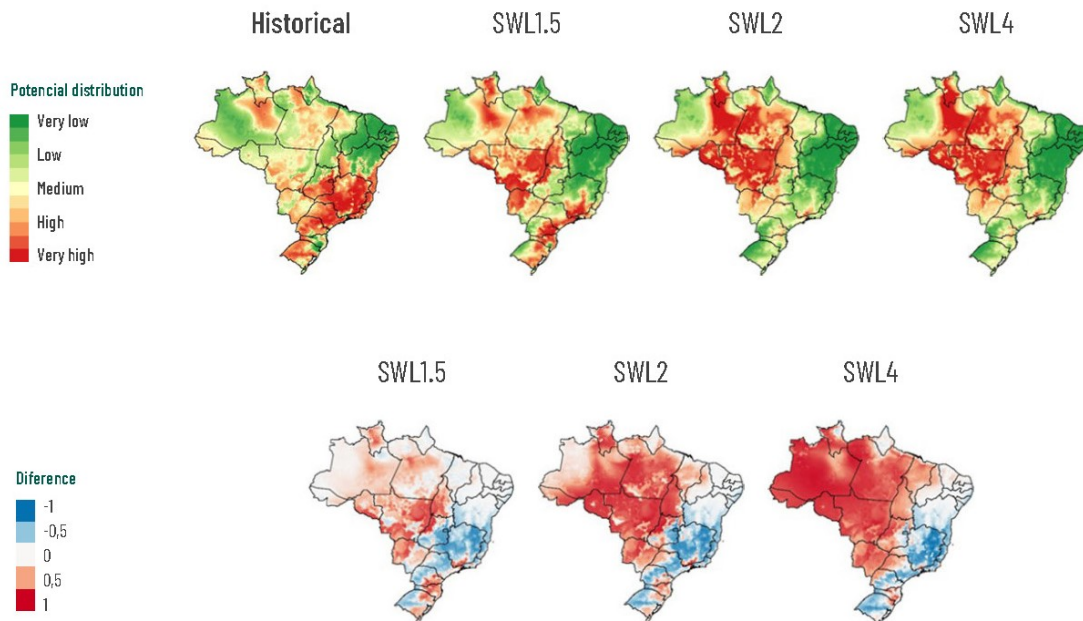 Historical
SWL1.5
SWL2
SWL4
Potencial distribution
Very low
Low
Medium
High
Very high
SWL1.5
SWL2
SWL4
Diference
-1
-0,5
0
0,5
1